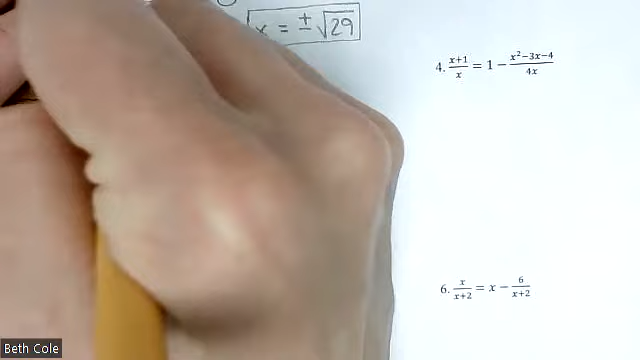 x = ± √29
4. x+1/x = 1 − x²−3x−4/4x
6. x/x+2 = x − 6/x+2
Beth Cole